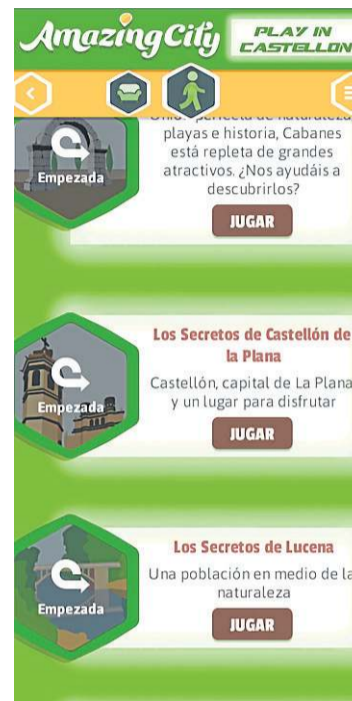 AmazingCity
PLAY IN
CASTELLON
playas e historia, Cabanes
está repleta de grandes
atractivos. ¿Nos ayudáis a
descubrirlos?
Empezada
JUGAR
Los Secretos de Castellón de
la Plana
Castellón, capital de La Plana
y un lugar para disfrutar
Empezada
JUGAR
Los Secretos de Lucena
Una población en medio de la
naturaleza
Empezada
JUGAR